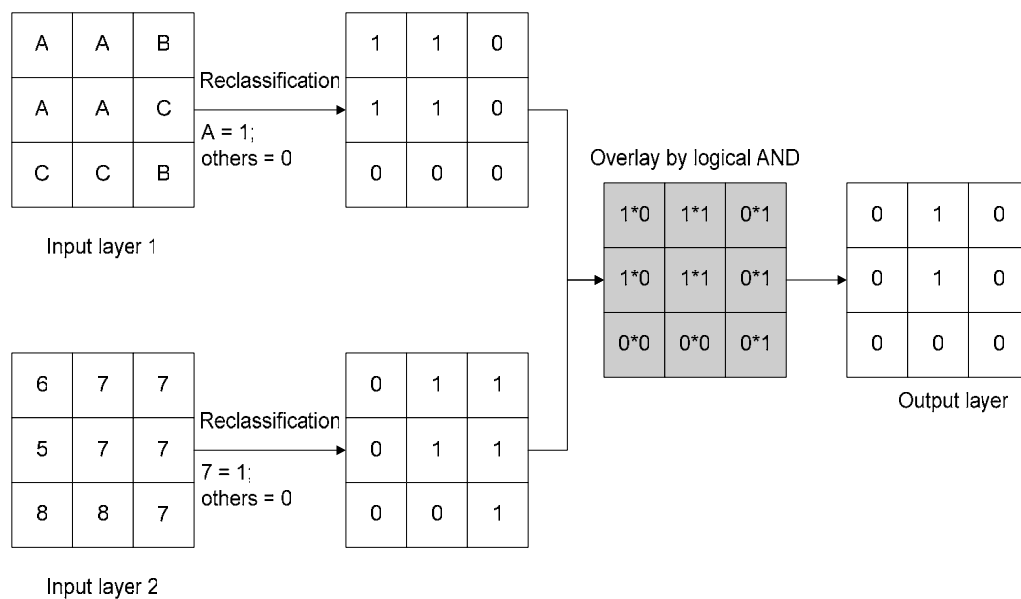 A A B
A A C
C C B
Input layer 1
Reclassification
A = 1;
others = 0
1 1 0
1 1 0
0 0 0
6 7 7
5 7 7
8 8 7
Input layer 2
Reclassification
7 = 1;
others = 0
0 1 1
0 1 1
0 0 1
Overlay by logical AND
1*0 1*1 0*1
1*0 1*1 0*1
0*0 0*0 0*1
0 1 0
0 1 0
0 0 0
Output layer